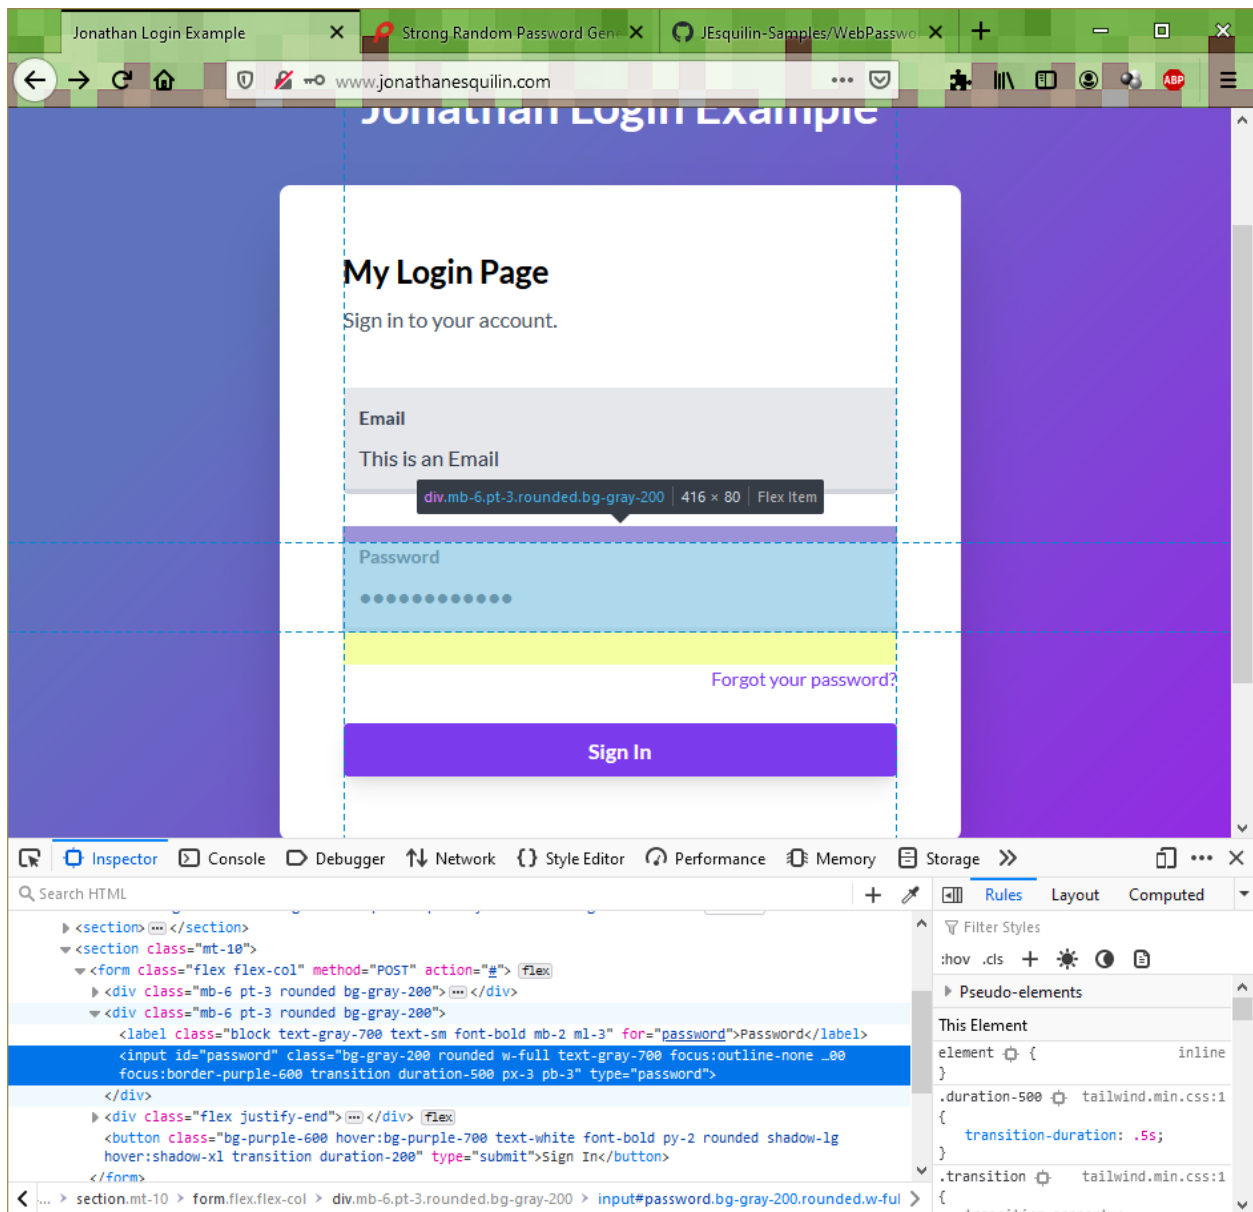 Jonathan Login Example
Strong Random Password Gene
JEsquilin-Samples/WebPasswo
www.jonathanesquilin.com
ABP
Jonathan Login Example
My Login Page
Sign in to your account.
Email
This is an Email
div.mb-6.pt-3.rounded.bg-gray-200 | 416 × 80 | Flex Item
Password
●●●●●●●●●●●●
Forgot your password?
Sign In
Inspector Console Debugger Network {} Style Editor Performance Memory Storage
Search HTML
<section></section>
<section class="mt-10">
<form class="flex flex-col" method="POST" action="#"> flex
<div class="mb-6 pt-3 rounded bg-gray-200"></div>
<div class="mb-6 pt-3 rounded bg-gray-200">
<label class="block text-gray-700 text-sm font-bold mb-2 ml-3" for="password">Password</label>
<input id="password" class="bg-gray-200 rounded w-full text-gray-700 focus:outline-none …00
focus:border-purple-600 transition duration-500 px-3 pb-3" type="password">
</div>
<div class="flex justify-end"></div> flex
<button class="bg-purple-600 hover:bg-purple-700 text-white font-bold py-2 rounded shadow-lg
hover:shadow-xl transition duration-200" type="submit">Sign In</button>
</form>
… > section.mt-10 > form.flex.flex-col > div.mb-6.pt-3.rounded.bg-gray-200 > input#password.bg-gray-200.rounded.w-ful
Rules Layout Computed
Filter Styles
:hov .cls +
Pseudo-elements
This Element
element { inline
}
.duration-500 tailwind.min.css:1
{
transition-duration: .5s;
}
.transition tailwind.min.css:1
{